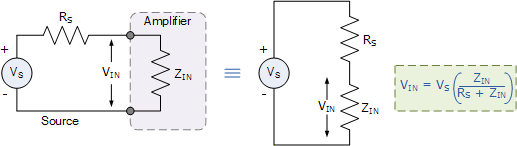 Rs
Amplifier
+
Vs
VIN
ZIN
-
Source
≡
+
Vs
-
Rs
VIN
ZIN
VIN = Vs ( ZIN / Rs + ZIN )